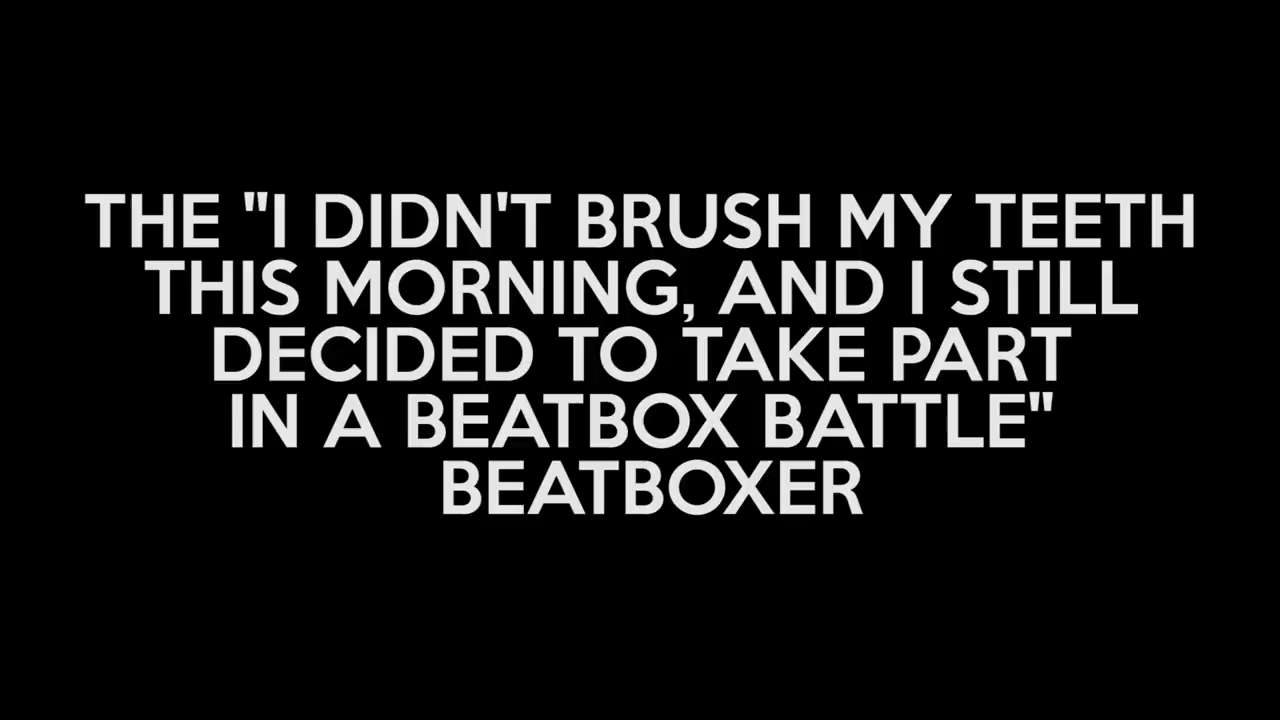 THE "I DIDN'T BRUSH MY TEETH
THIS MORNING, AND I STILL
DECIDED TO TAKE PART
IN A BEATBOX BATTLE"
BEATBOXER